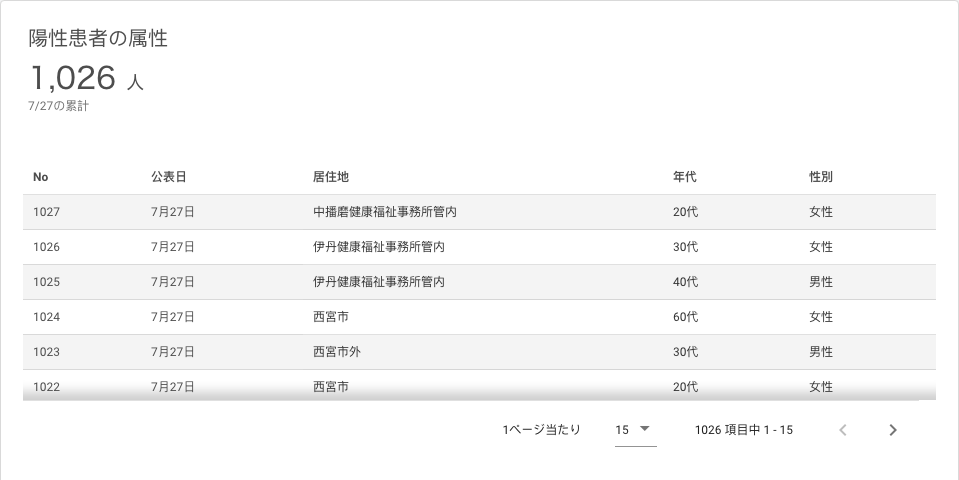 陽性患者の属性
1,026 人
7/27の累計
No 公表日 居住地 年代 性別
1027 7月27日 中播磨健康福祉事務所管内 20代 女性
1026 7月27日 伊丹健康福祉事務所管内 30代 女性
1025 7月27日 伊丹健康福祉事務所管内 40代 男性
1024 7月27日 西宮市 60代 女性
1023 7月27日 西宮市外 30代 男性
1022 7月27日 西宮市 20代 女性
1ページ当たり 15 1026 項目中 1 - 15